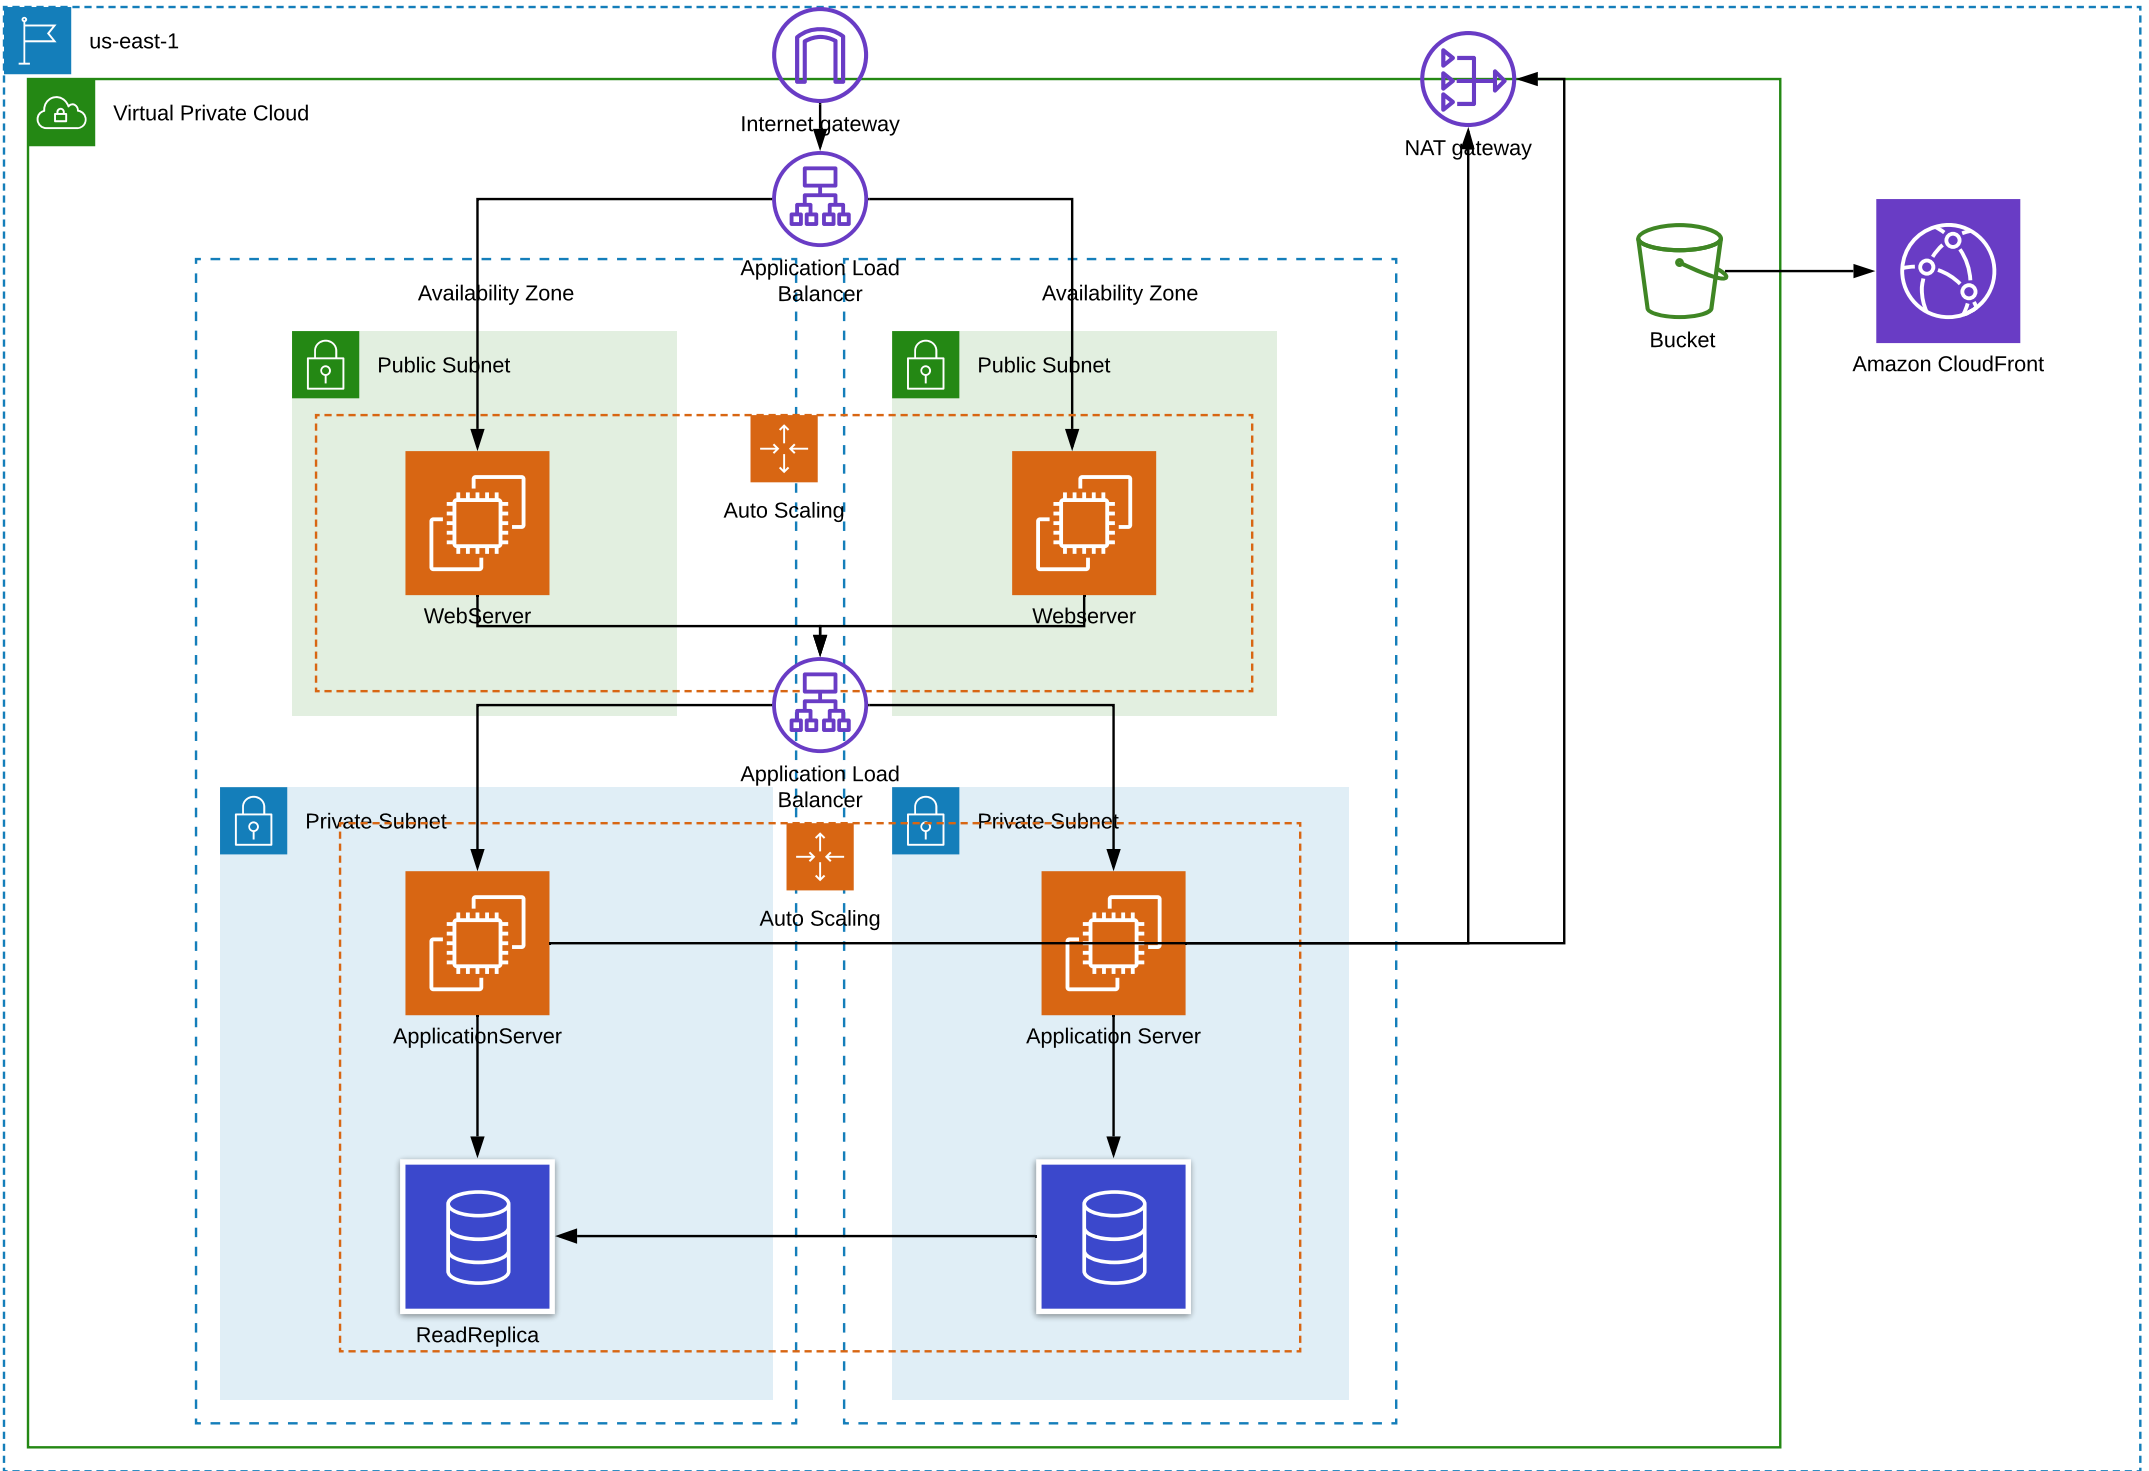 us-east-1
Virtual Private Cloud
Internet gateway
NAT gateway
Application Load
Balancer
Availability Zone
Availability Zone
Bucket
Amazon CloudFront
Public Subnet
Public Subnet
Auto Scaling
WebServer
Webserver
Application Load
Balancer
Private Subnet
Private Subnet
Auto Scaling
ApplicationServer
Application Server
ReadReplica